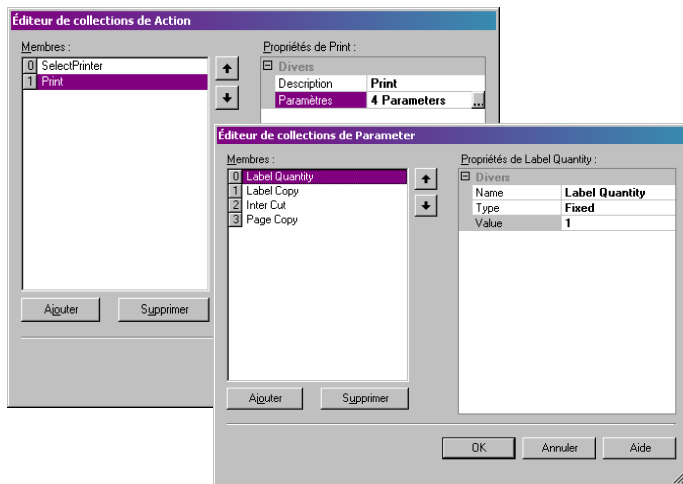 Éditeur de collections de Action
Membres :
0 SelectPrinter
1 Print
Ajouter
Supprimer
Propriétés de Print :
Divers
Description Print
Paramètres 4 Parameters ...
Éditeur de collections de Parameter
Membres :
0 Label Quantity
1 Label Copy
2 Inter Cut
3 Page Copy
Ajouter
Supprimer
Propriétés de Label Quantity :
Divers
Name Label Quantity
Type Fixed
Value 1
OK
Annuler
Aide